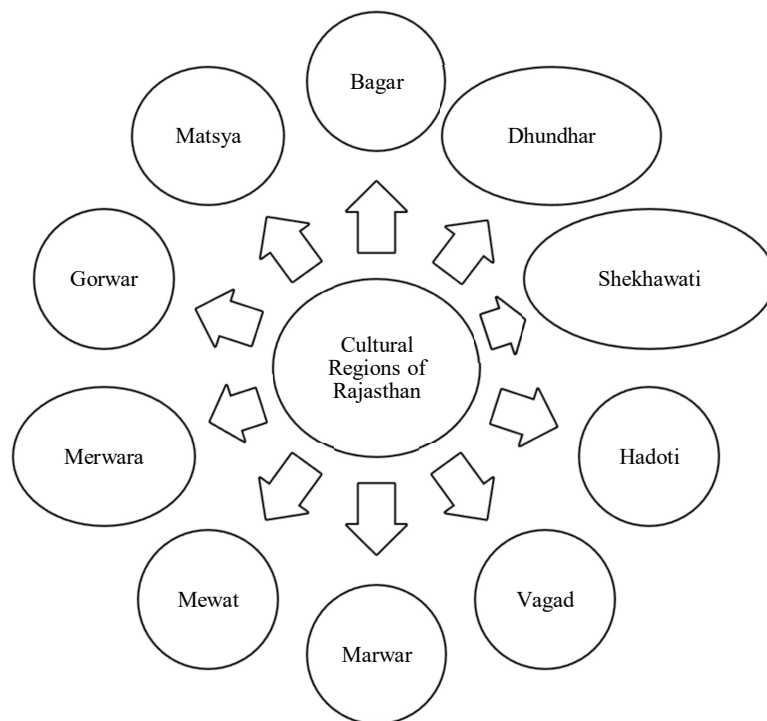 Bagar
Dhundhar
Shekhawati
Hadoti
Vagad
Marwar
Mewat
Merwara
Gorwar
Matsya
Cultural
Regions of
Rajasthan